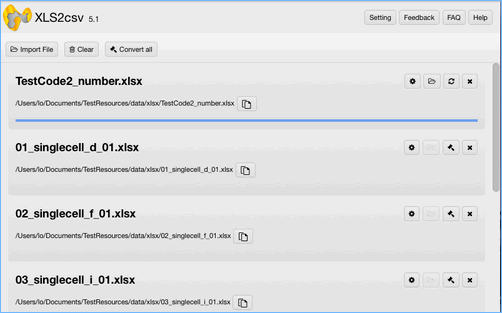 XLS2csv 5.1
Setting Feedback FAQ Help
Import File Clear Convert all
TestCode2_number.xlsx
/Users/lo/Documents/TestResources/data/xlsx/TestCode2_number.xlsx
01_singlecell_d_01.xlsx
/Users/lo/Documents/TestResources/data/xlsx/01_singlecell_d_01.xlsx
02_singlecell_f_01.xlsx
/Users/lo/Documents/TestResources/data/xlsx/02_singlecell_f_01.xlsx
03_singlecell_i_01.xlsx
/Users/lo/Documents/TestResources/data/xlsx/03_singlecell_i_01.xlsx